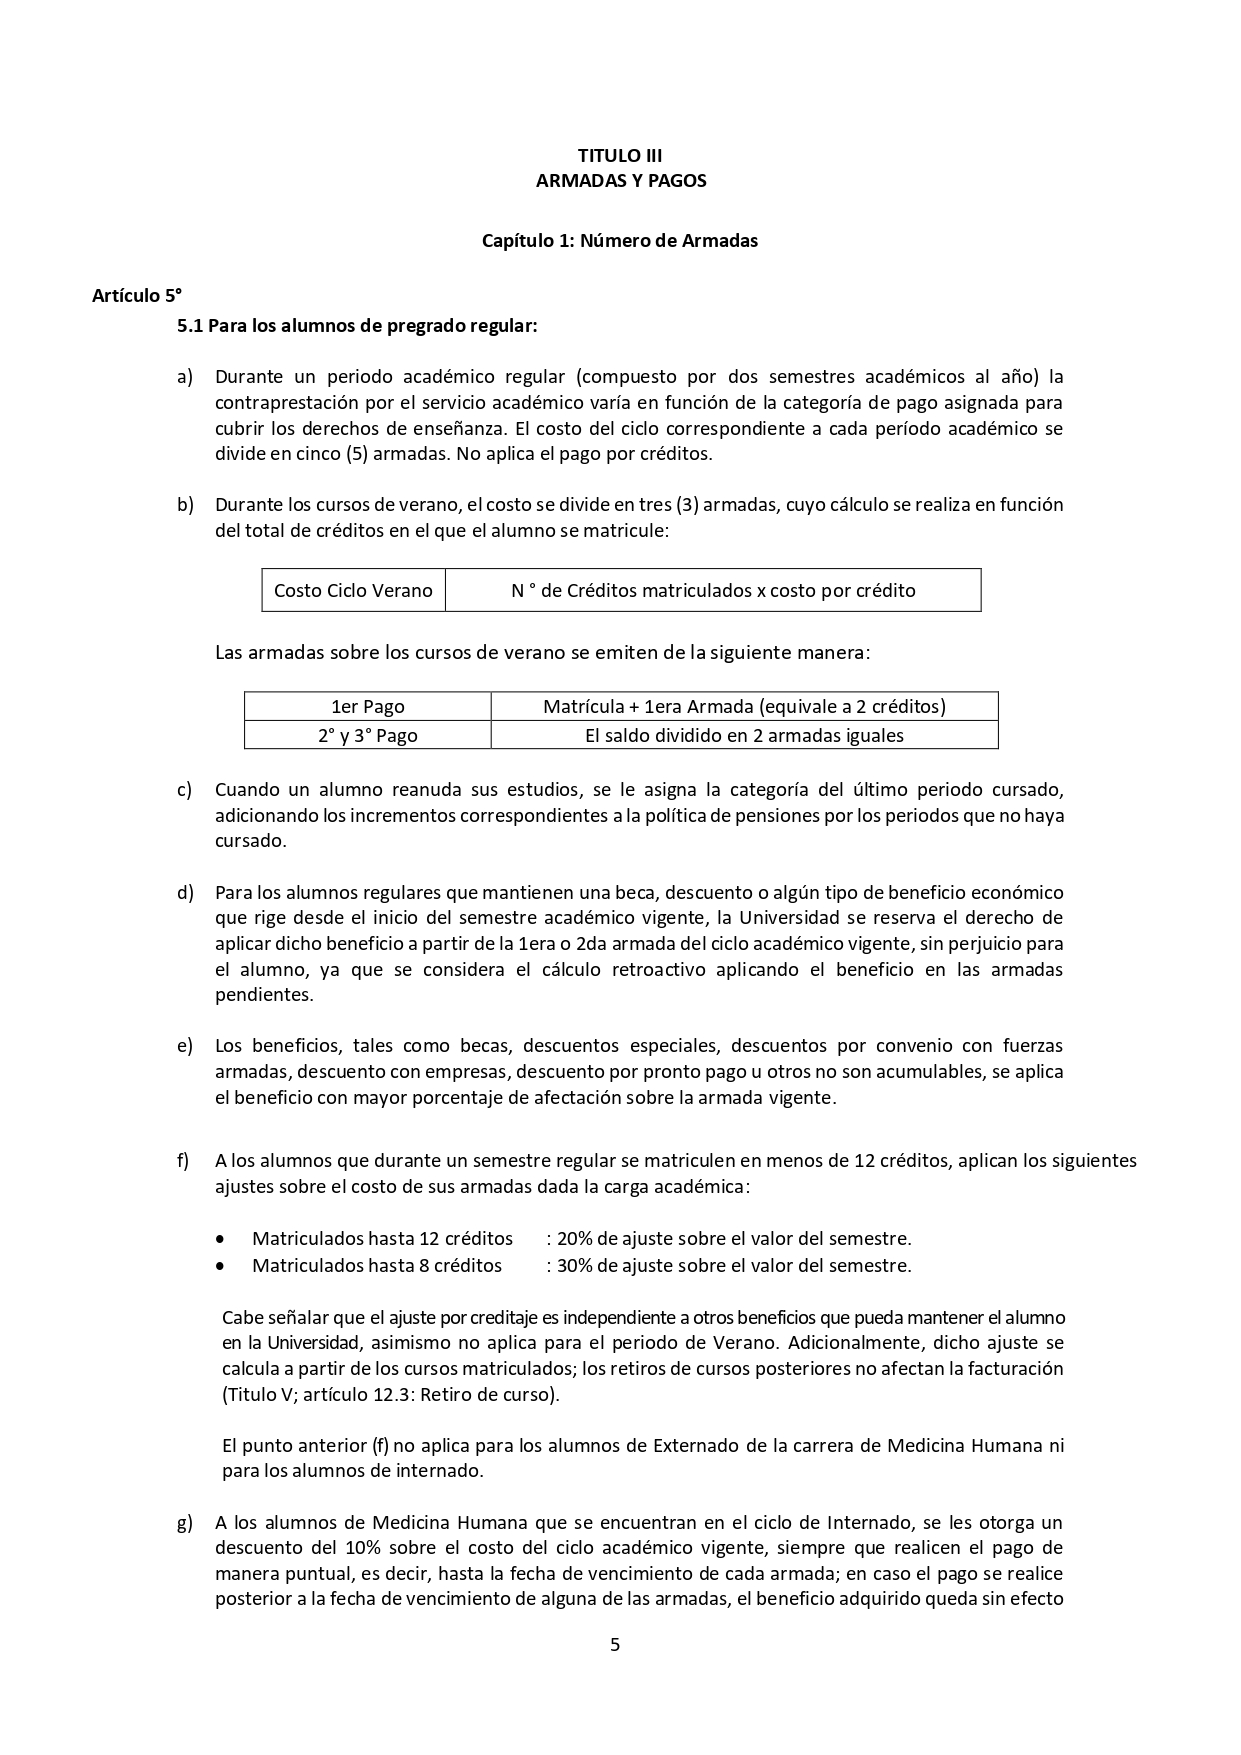 TITULO III
ARMADAS Y PAGOS
Capítulo 1: Número de Armadas
Artículo 5°
5.1 Para los alumnos de pregrado regular:
a) Durante un periodo académico regular (compuesto por dos semestres académicos al año) la
contraprestación por el servicio académico varía en función de la categoría de pago asignada para
cubrir los derechos de enseñanza. El costo del ciclo correspondiente a cada período académico se
divide en cinco (5) armadas. No aplica el pago por créditos.
b) Durante los cursos de verano, el costo se divide en tres (3) armadas, cuyo cálculo se realiza en función
del total de créditos en el que el alumno se matricule:
Costo Ciclo Verano N ° de Créditos matriculados x costo por crédito
Las armadas sobre los cursos de verano se emiten de la siguiente manera:
1er Pago Matrícula + 1era Armada (equivale a 2 créditos)
2° y 3° Pago El saldo dividido en 2 armadas iguales
c) Cuando un alumno reanuda sus estudios, se le asigna la categoría del último periodo cursado,
adicionando los incrementos correspondientes a la política de pensiones por los periodos que no haya
cursado.
d) Para los alumnos regulares que mantienen una beca, descuento o algún tipo de beneficio económico
que rige desde el inicio del semestre académico vigente, la Universidad se reserva el derecho de
aplicar dicho beneficio a partir de la 1era o 2da armada del ciclo académico vigente, sin perjuicio para
el alumno, ya que se considera el cálculo retroactivo aplicando el beneficio en las armadas
pendientes.
e) Los beneficios, tales como becas, descuentos especiales, descuentos por convenio con fuerzas
armadas, descuento con empresas, descuento por pronto pago u otros no son acumulables, se aplica
el beneficio con mayor porcentaje de afectación sobre la armada vigente.
f) A los alumnos que durante un semestre regular se matriculen en menos de 12 créditos, aplican los siguientes
ajustes sobre el costo de sus armadas dada la carga académica:
• Matriculados hasta 12 créditos : 20% de ajuste sobre el valor del semestre.
• Matriculados hasta 8 créditos : 30% de ajuste sobre el valor del semestre.
Cabe señalar que el ajuste por creditaje es independiente a otros beneficios que pueda mantener el alumno
en la Universidad, asimismo no aplica para el periodo de Verano. Adicionalmente, dicho ajuste se
calcula a partir de los cursos matriculados; los retiros de cursos posteriores no afectan la facturación
(Titulo V; artículo 12.3: Retiro de curso).
El punto anterior (f) no aplica para los alumnos de Externado de la carrera de Medicina Humana ni
para los alumnos de internado.
g) A los alumnos de Medicina Humana que se encuentran en el ciclo de Internado, se les otorga un
descuento del 10% sobre el costo del ciclo académico vigente, siempre que realicen el pago de
manera puntual, es decir, hasta la fecha de vencimiento de cada armada; en caso el pago se realice
posterior a la fecha de vencimiento de alguna de las armadas, el beneficio adquirido queda sin efecto
5